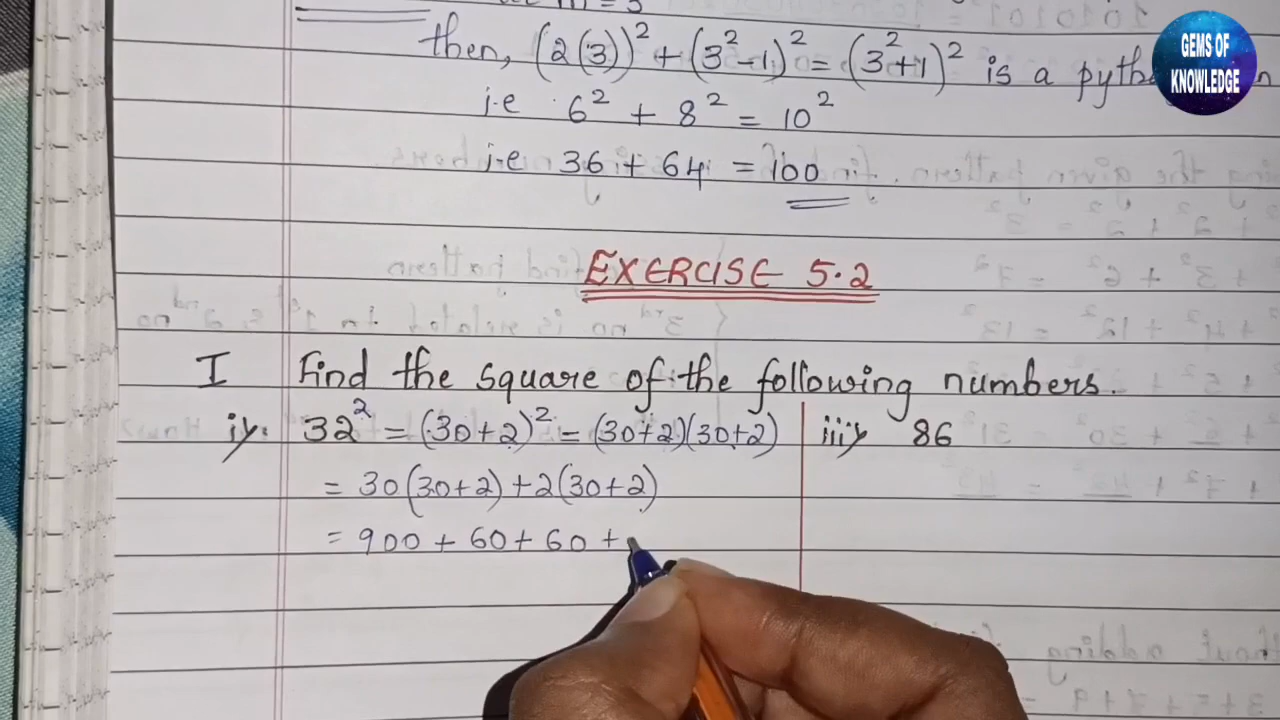 then, (2(3))² + (3²-1)² = (3²+1)² is a
GEMS OF
KNOWLEDGE
i.e 6² + 8² = 10²
i.e 36 + 64 = 100
EXERCISE 5.2
I Find the square of the following numbers.
i). 32² = (30+2)² = (30+2)(30+2)
= 30(30+2) + 2(30+2)
= 900 + 60 + 60 +
iii) 86